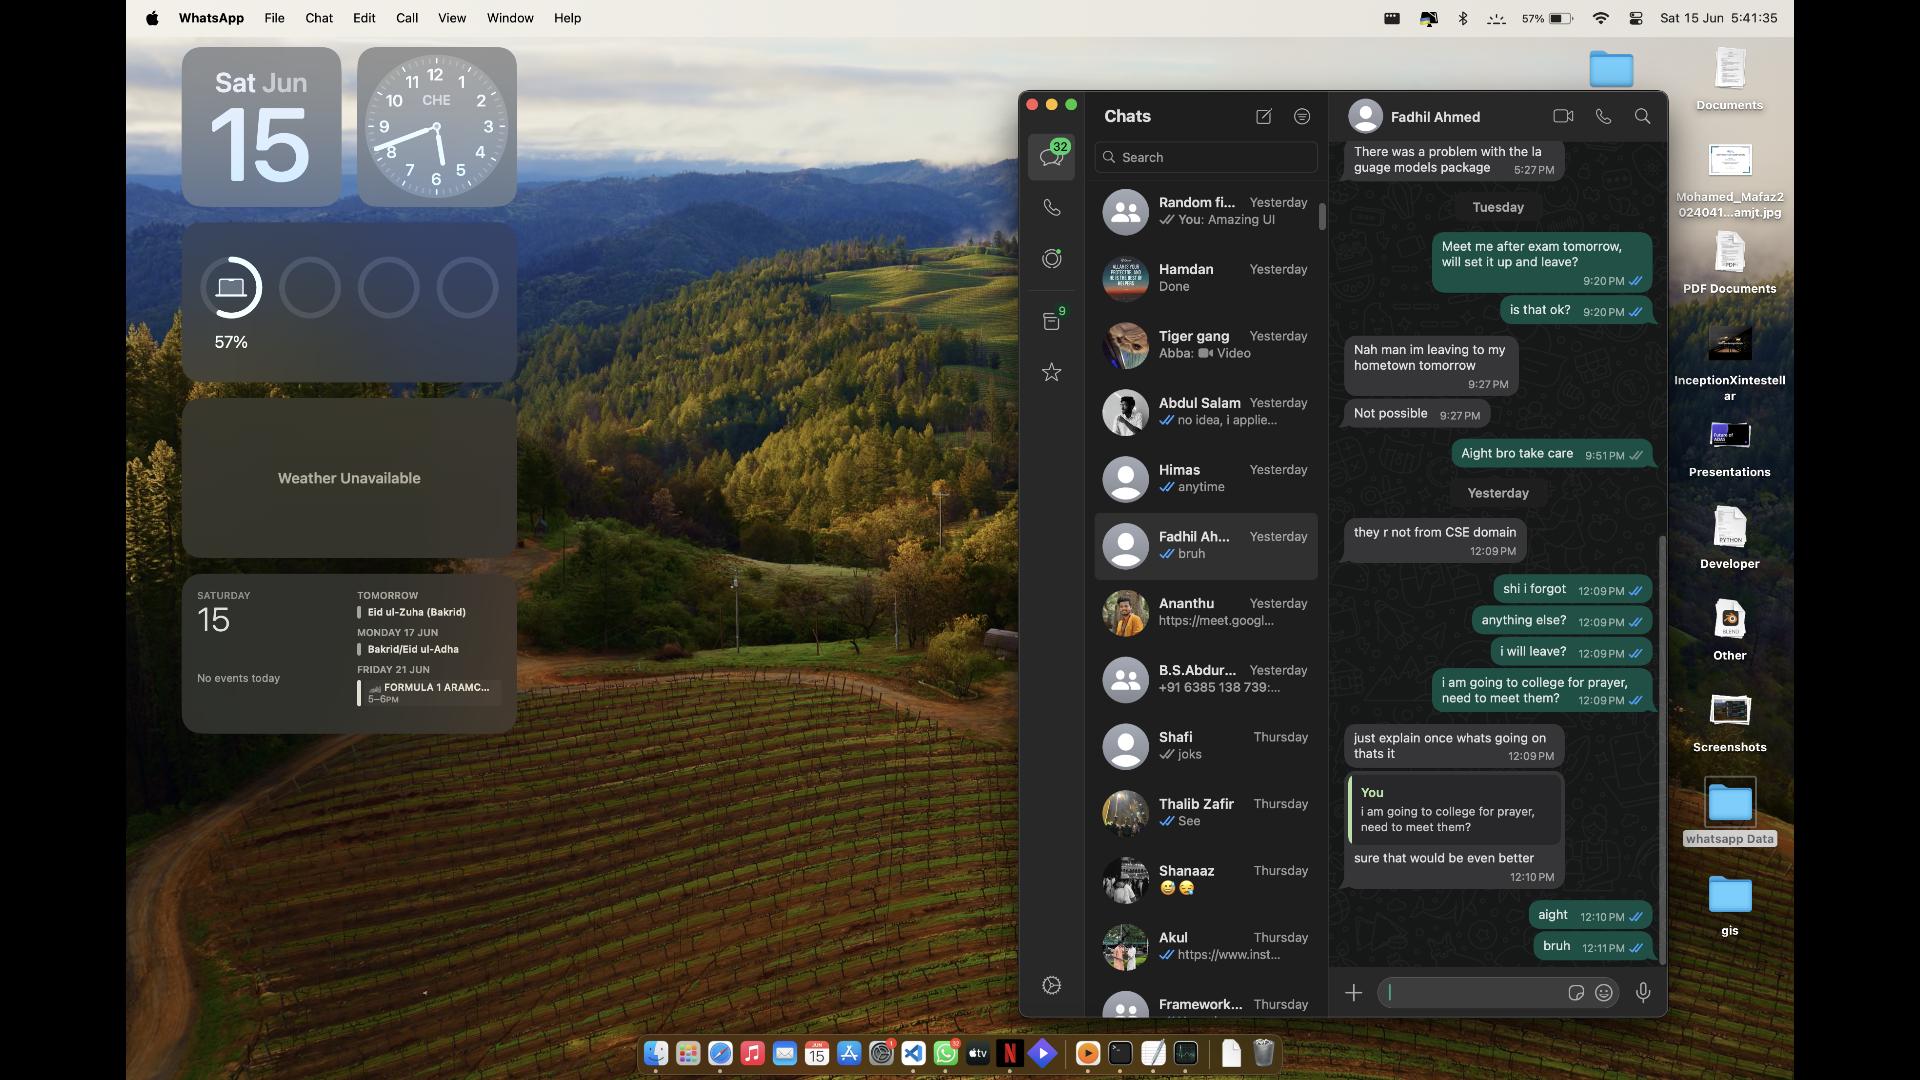 WhatsApp File Chat Edit Call View Window Help
57% Sat 15 Jun 5:41:35
Sat Jun
15
CHE
12
1
2
3
4
5
6
7
8
9
10
11
57%
Weather Unavailable
SATURDAY
15
No events today
TOMORROW
Eid ul-Zuha (Bakrid)
MONDAY 17 JUN
Bakrid/Eid ul-Adha
FRIDAY 21 JUN
FORMULA 1 ARAMC...
5–6PM
32
9
Chats
Search
Random fi... Yesterday
You: Amazing UI
Hamdan Yesterday
Done
Tiger gang Yesterday
Abba: Video
Abdul Salam Yesterday
no idea, i applie...
Himas Yesterday
anytime
Fadhil Ah... Yesterday
bruh
Ananthu Yesterday
https://meet.googl...
B.S.Abdur... Yesterday
+91 6385 138 739:...
Shafi Thursday
joks
Thalib Zafir Thursday
See
Shanaaz Thursday
😅😪
Akul Thursday
https://www.inst...
Framework... Thursday
Fadhil Ahmed
There was a problem with the la
guage models package 5:27 PM
Tuesday
Meet me after exam tomorrow,
will set it up and leave?
9:20 PM
is that ok? 9:20 PM
Nah man im leaving to my
hometown tomorrow
9:27 PM
Not possible 9:27 PM
Aight bro take care 9:51 PM
Yesterday
they r not from CSE domain
12:09 PM
shi i forgot 12:09 PM
anything else? 12:09 PM
i will leave? 12:09 PM
i am going to college for prayer,
need to meet them? 12:09 PM
just explain once whats going on
thats it 12:09 PM
You
i am going to college for prayer,
need to meet them?
sure that would be even better
12:10 PM
aight 12:10 PM
bruh 12:11 PM
Documents
Mohamed_Mafaz2
024041...amjt.jpg
PDF
PDF Documents
InceptionXintestell
ar
Presentations
PYTHON
Developer
BLEND
Other
Screenshots
whatsapp Data
gis
JUN
15
1
32
tv
N